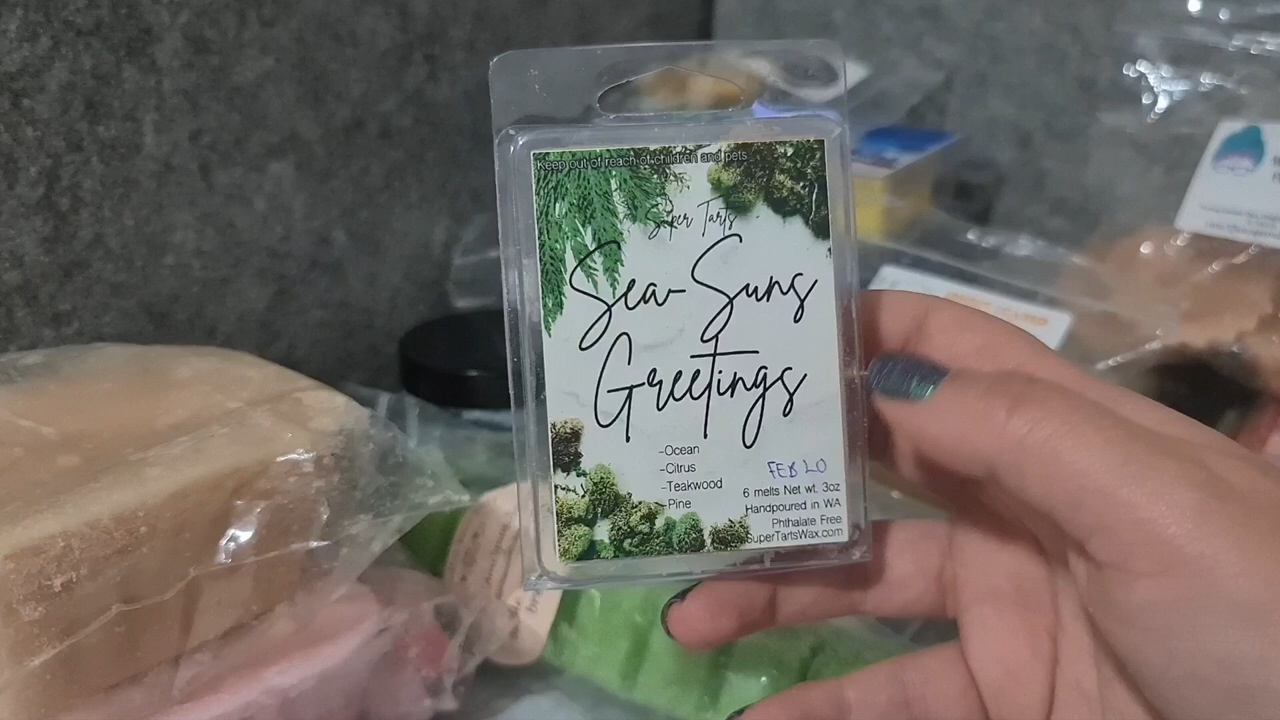 Keep out of reach of children and pets
Super Tarts
Sea-Suns
Greetings
-Ocean
-Citrus
-Teakwood
-Pine
FEB 20
6 melts Net wt. 3oz
Handpoured in WA
Phthalate Free
SuperTartsWax.com